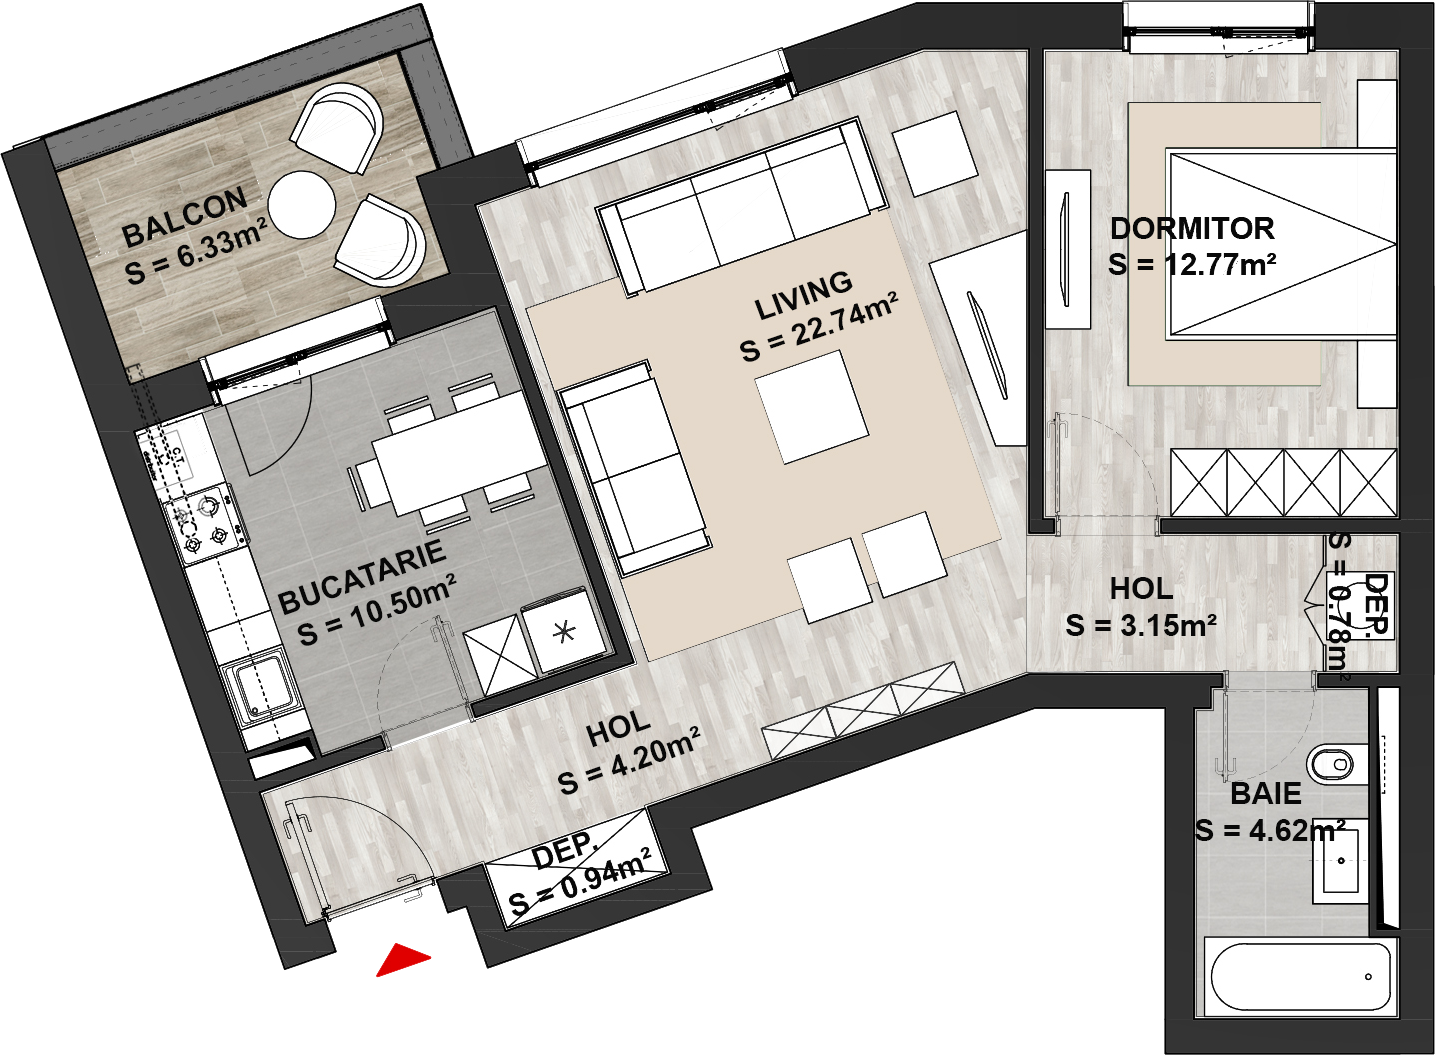 BALCON
S = 6.33m²
LIVING
S = 22.74m²
DORMITOR
S = 12.77m²
C.T.
BUCATARIE
S = 10.50m²
HOL
S = 3.15m²
DEP.
S = 0.78m²
HOL
S = 4.20m²
BAIE
S = 4.62m²
DEP.
S = 0.94m²